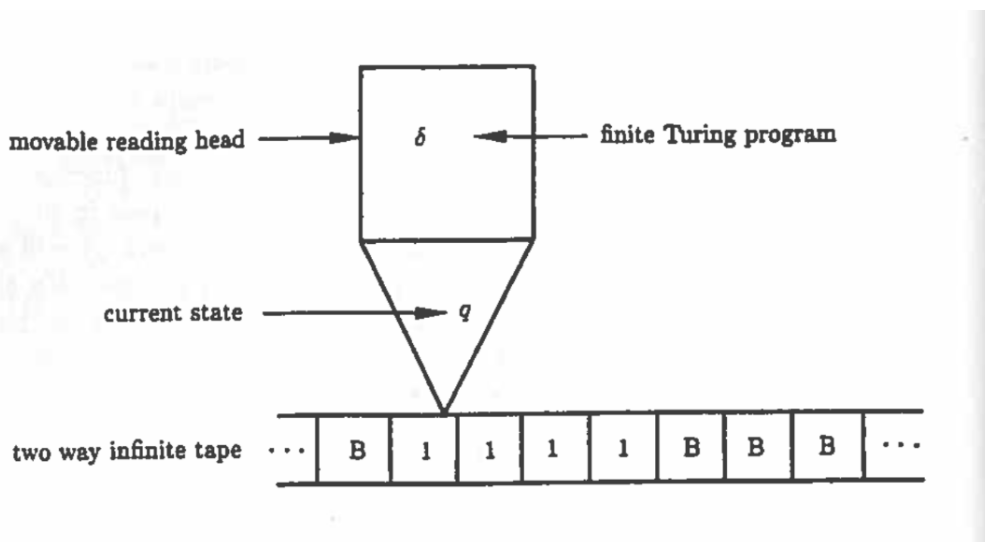 movable reading head δ finite Turing program
current state q
two way infinite tape ··· B 1 1 1 1 B B B ···